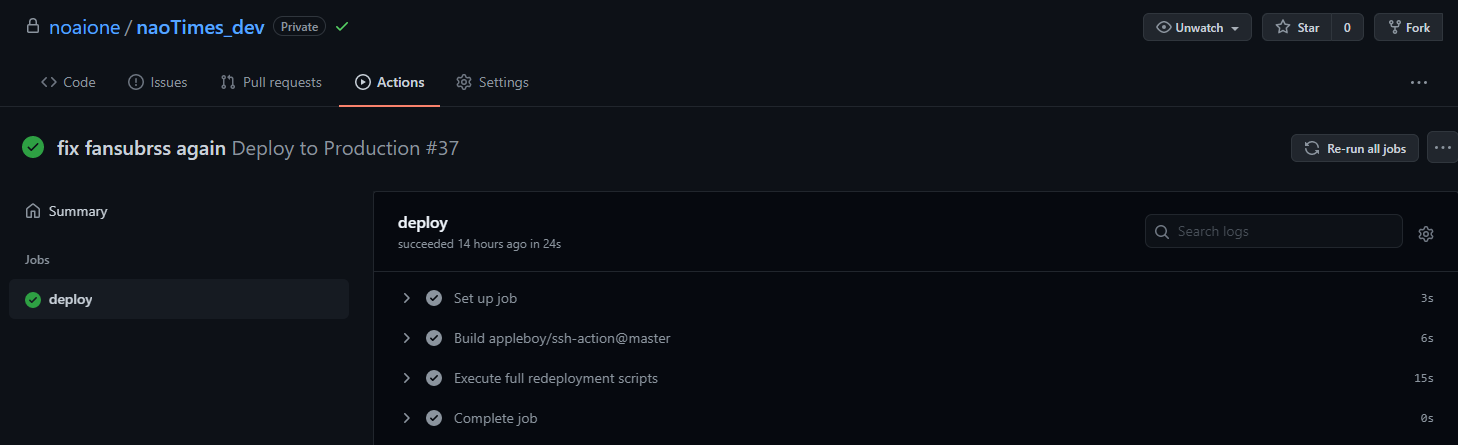 noaione / naoTimes_dev Private Unwatch Star 0 Fork
Code Issues Pull requests Actions Settings
fix fansubrss again Deploy to Production #37 Re-run all jobs
Summary
Jobs
deploy
deploy
succeeded 14 hours ago in 24s
Search logs
Set up job 3s
Build appleboy/ssh-action@master 6s
Execute full redeployment scripts 15s
Complete job 0s